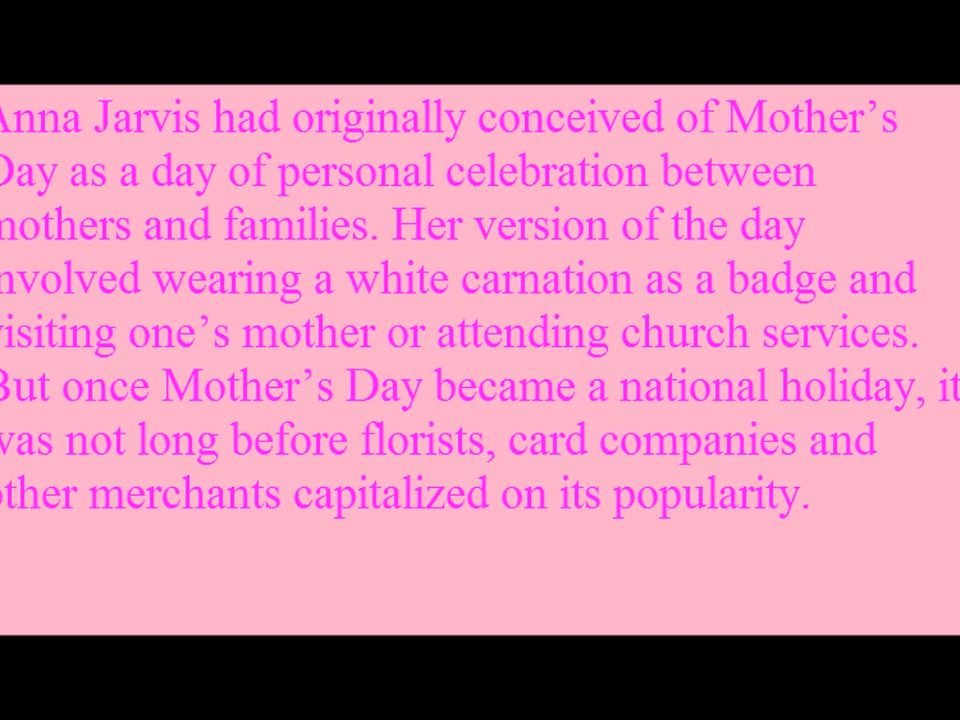 Anna Jarvis had originally conceived of Mother’s
Day as a day of personal celebration between
mothers and families. Her version of the day
involved wearing a white carnation as a badge and
visiting one’s mother or attending church services.
But once Mother’s Day became a national holiday, it
was not long before florists, card companies and
other merchants capitalized on its popularity.